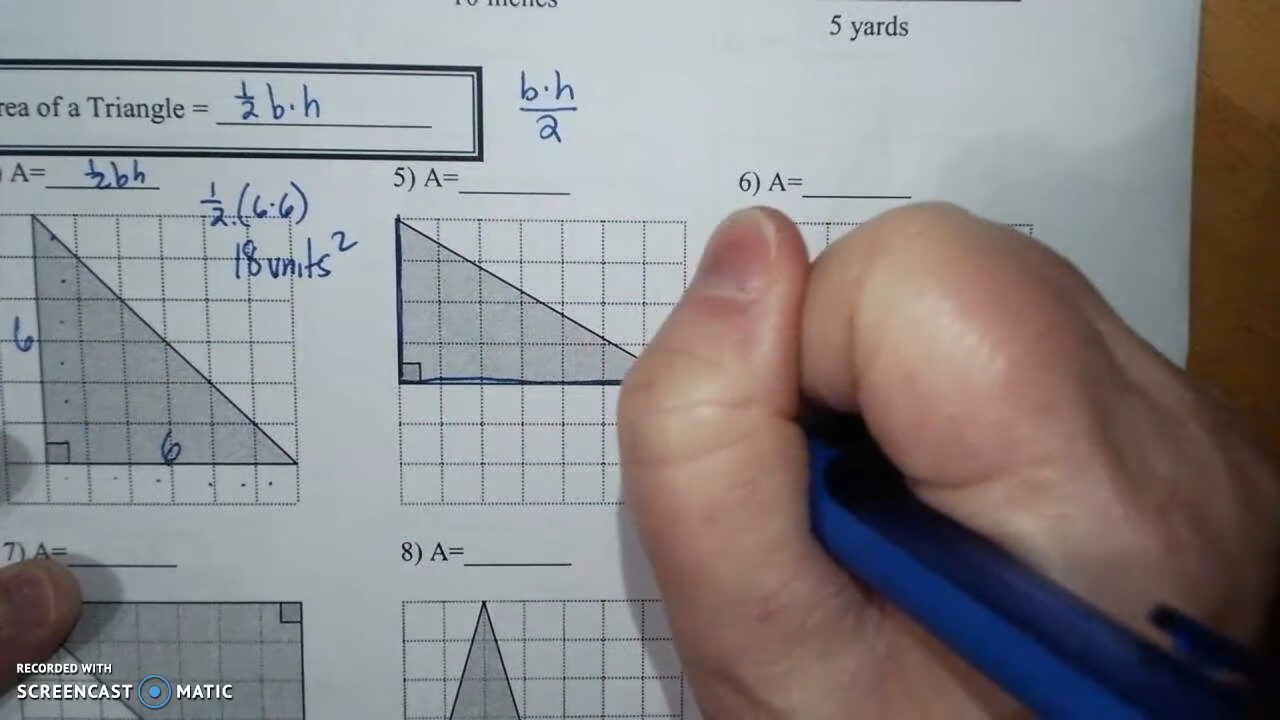 5 yards
rea of a Triangle = ½ b·h
b·h
2
A= ½bh
½·(6·6)
18 units²
5) A=
6) A=
6
6
7) A=
8) A=
RECORDED WITH
SCREENCAST MATIC